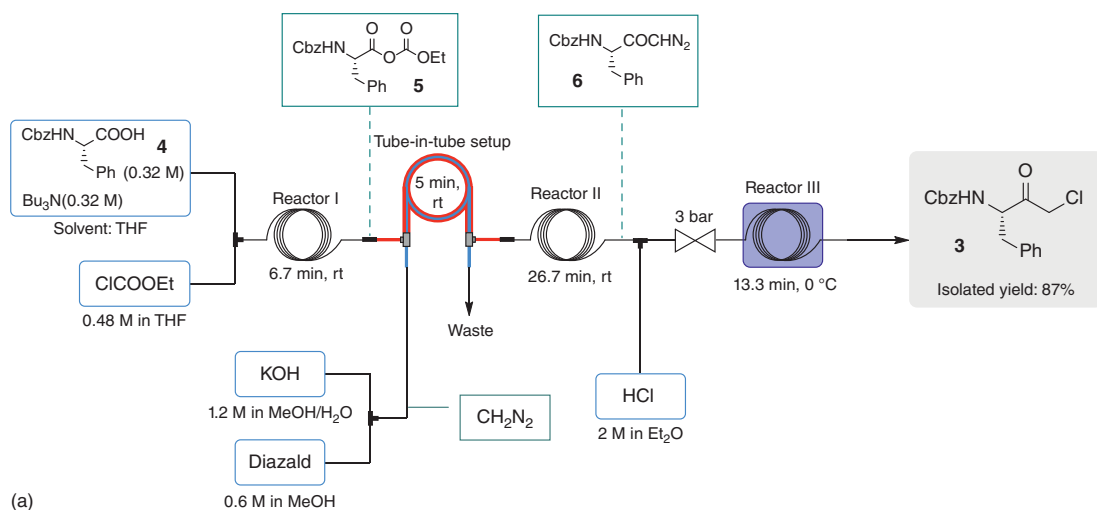 O O
CbzHN O OEt
Ph 5
CbzHN COCHN₂
Ph
6
CbzHN COOH 4
Ph (0.32 M)
Bu₃N(0.32 M)
Solvent: THF
ClCOOEt
0.48 M in THF
Reactor I
6.7 min, rt
Tube-in-tube setup
5 min,
rt
Waste
Reactor II
26.7 min, rt
3 bar
Reactor III
13.3 min, 0 °C
O
CbzHN Cl
3 Ph
Isolated yield: 87%
KOH
1.2 M in MeOH/H₂O
Diazald
0.6 M in MeOH
CH₂N₂
HCl
2 M in Et₂O
(a)